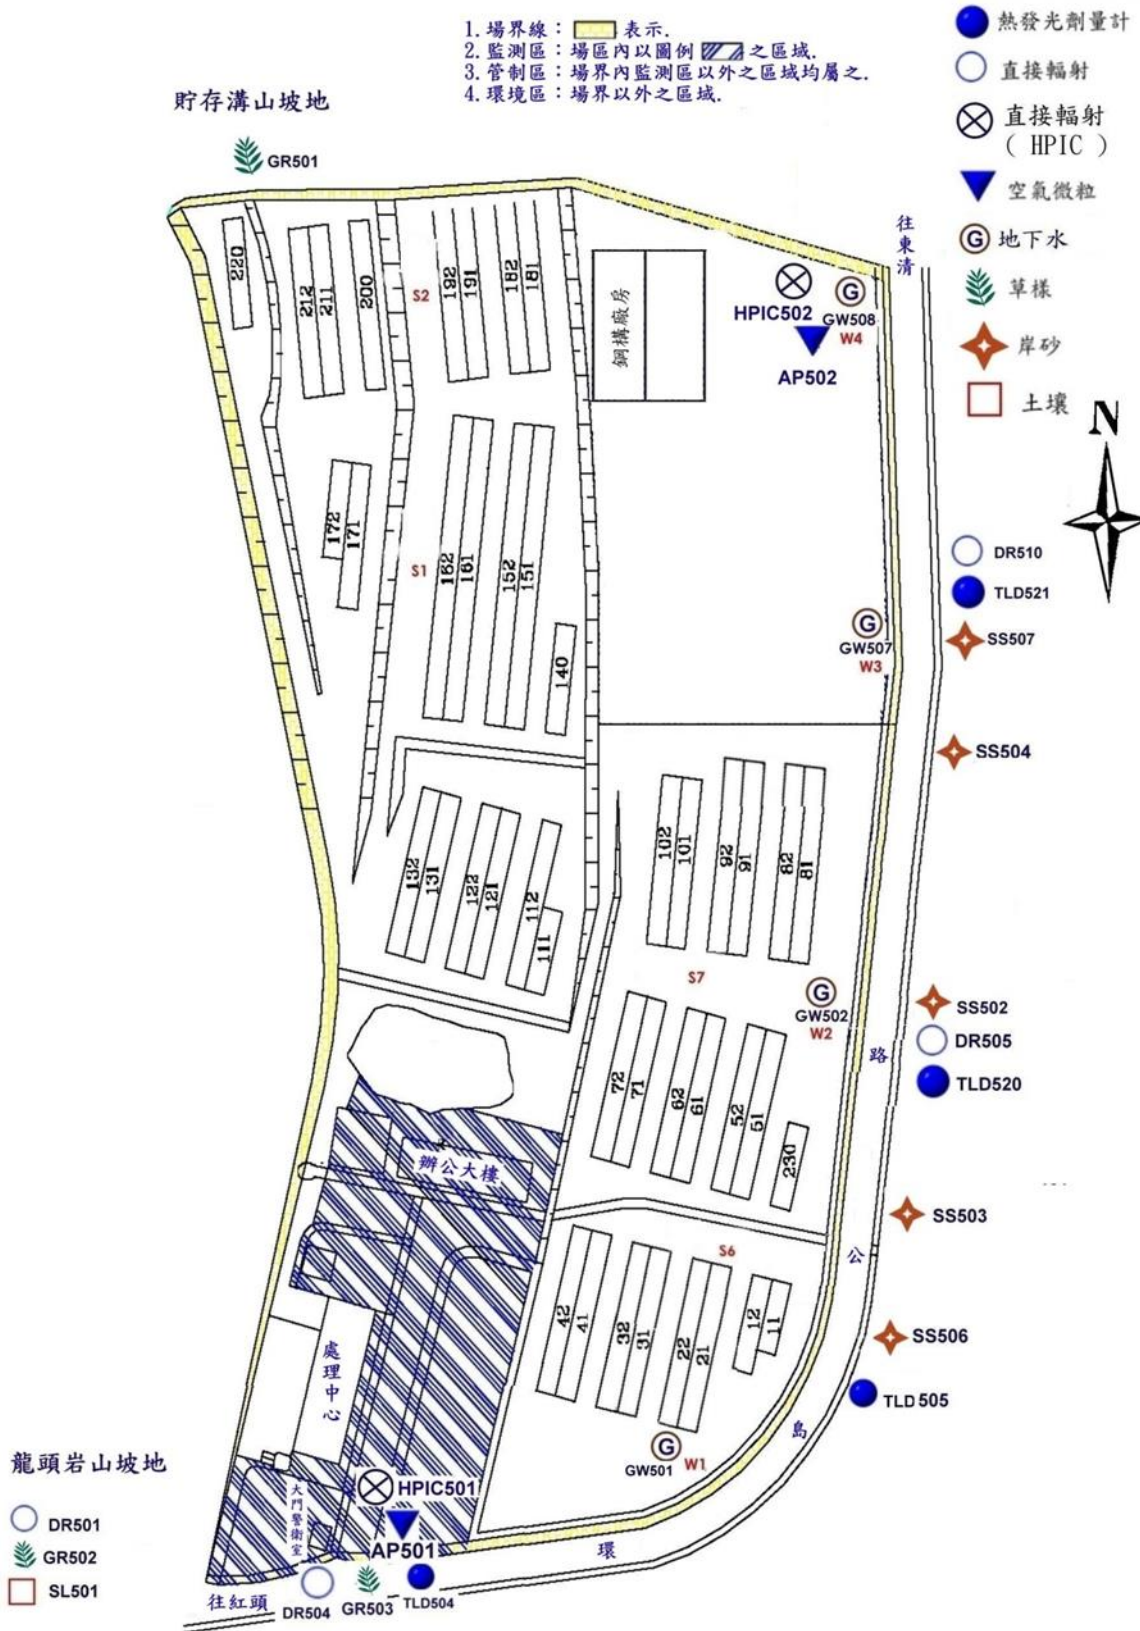 1. 場界線： 表示.
2. 監測區：場區內以圖例 之區域.
3. 管制區：場界內監測區以外之區域均屬之.
4. 環境區：場界以外之區域.
熱發光劑量計
直接輻射
直接輻射
( HPIC )
空氣微粒
G 地下水
草樣
岸砂
土壤
N
貯存溝山坡地
GR501
往東清
220
212
211
200
S2
192
191
182
181
鋼構廠房
HPIC502
G
GW508
W4
AP502
172
171
S1
162
161
152
151
140
DR510
TLD521
G
GW507
W3
SS507
SS504
102
101
92
91
82
81
132
131
122
121
112
111
S7
G
GW502
W2
SS502
DR505
TLD520
路
72
71
62
61
52
51
230
辦公大樓
SS503
公
S6
42
41
32
31
22
21
12
11
SS506
TLD 505
島
處理中心
G
GW501
W1
龍頭岩山坡地
DR501
GR502
SL501
大門警衛室
HPIC501
AP501
環
往紅頭
DR504
GR503
TLD504